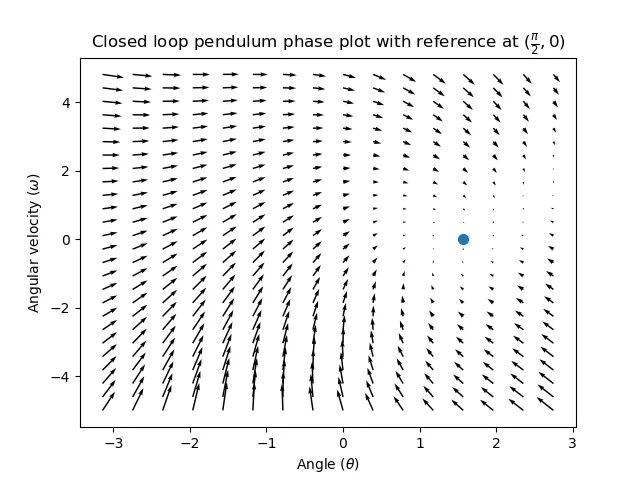 Closed loop pendulum phase plot with reference at (π/2, 0)
Angular velocity (ω)
4
2
0
−2
−4
−3 −2 −1 0 1 2 3
Angle (θ)